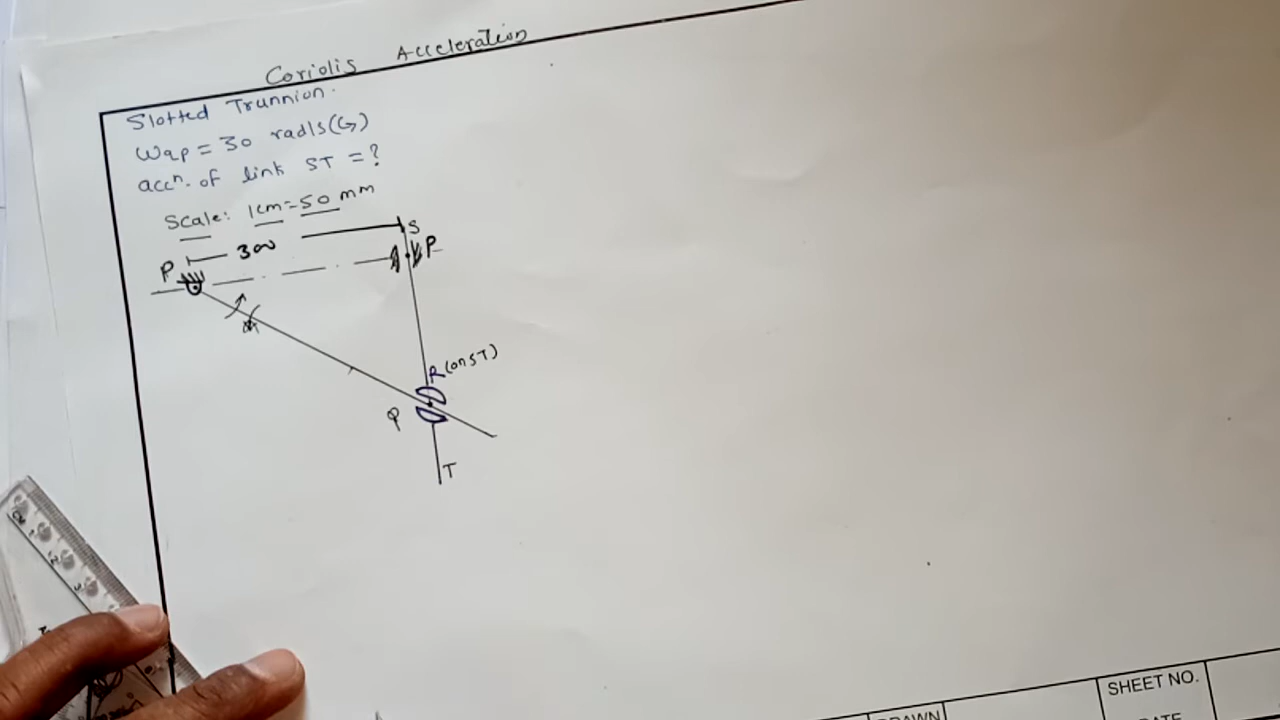 Coriolis Acceleration
Slotted Trunnion.
ωqp = 30 rad/s (↺)
accⁿ. of link ST = ?
Scale: 1cm = 50 mm
300
S
P
P
R (on ST)
Q
T
SHEET NO.